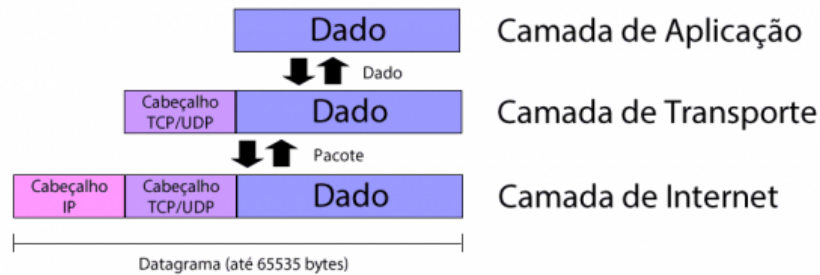 Dado Camada de Aplicação
Dado
Cabeçalho
TCP/UDP
Dado Camada de Transporte
Pacote
Cabeçalho
IP
Cabeçalho
TCP/UDP
Dado Camada de Internet
Datagrama (até 65535 bytes)